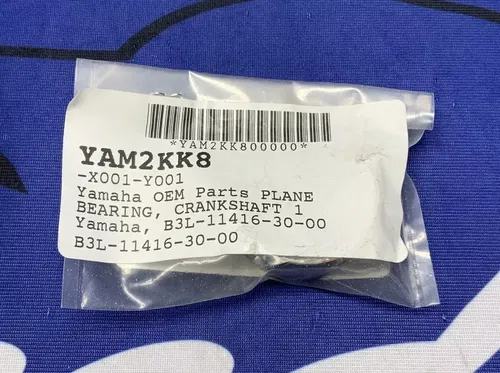 *YAM2KK800000*
YAM2KK8
-X001-Y001
Yamaha OEM Parts PLANE
BEARING, CRANKSHAFT 1
Yamaha, B3L-11416-30-00
B3L-11416-30-00